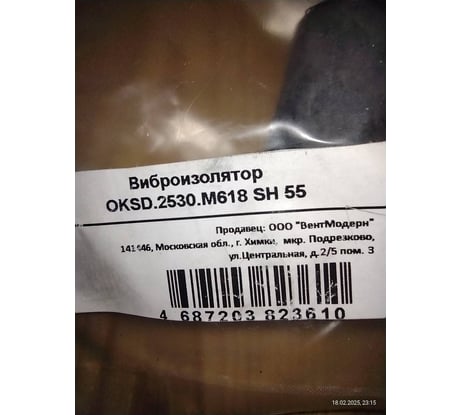 Виброизолятор
OKSD.2530.M618 SH 55
Продавец: ООО "ВентМодерн"
141446, Московская обл., г. Химки, мкр. Подрезково,
ул.Центральная, д.2/5 пом. 3
4 687203 823610
18.02.2025, 23:15